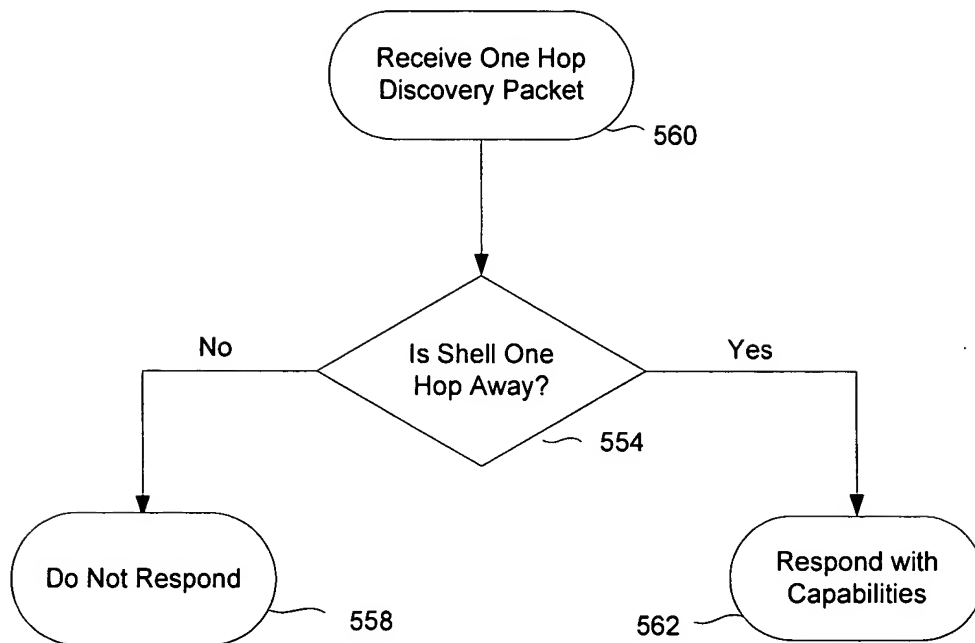 Receive One Hop
Discovery Packet
560
No
Is Shell One
Hop Away?
Yes
554
Do Not Respond
558
Respond with
Capabilities
562